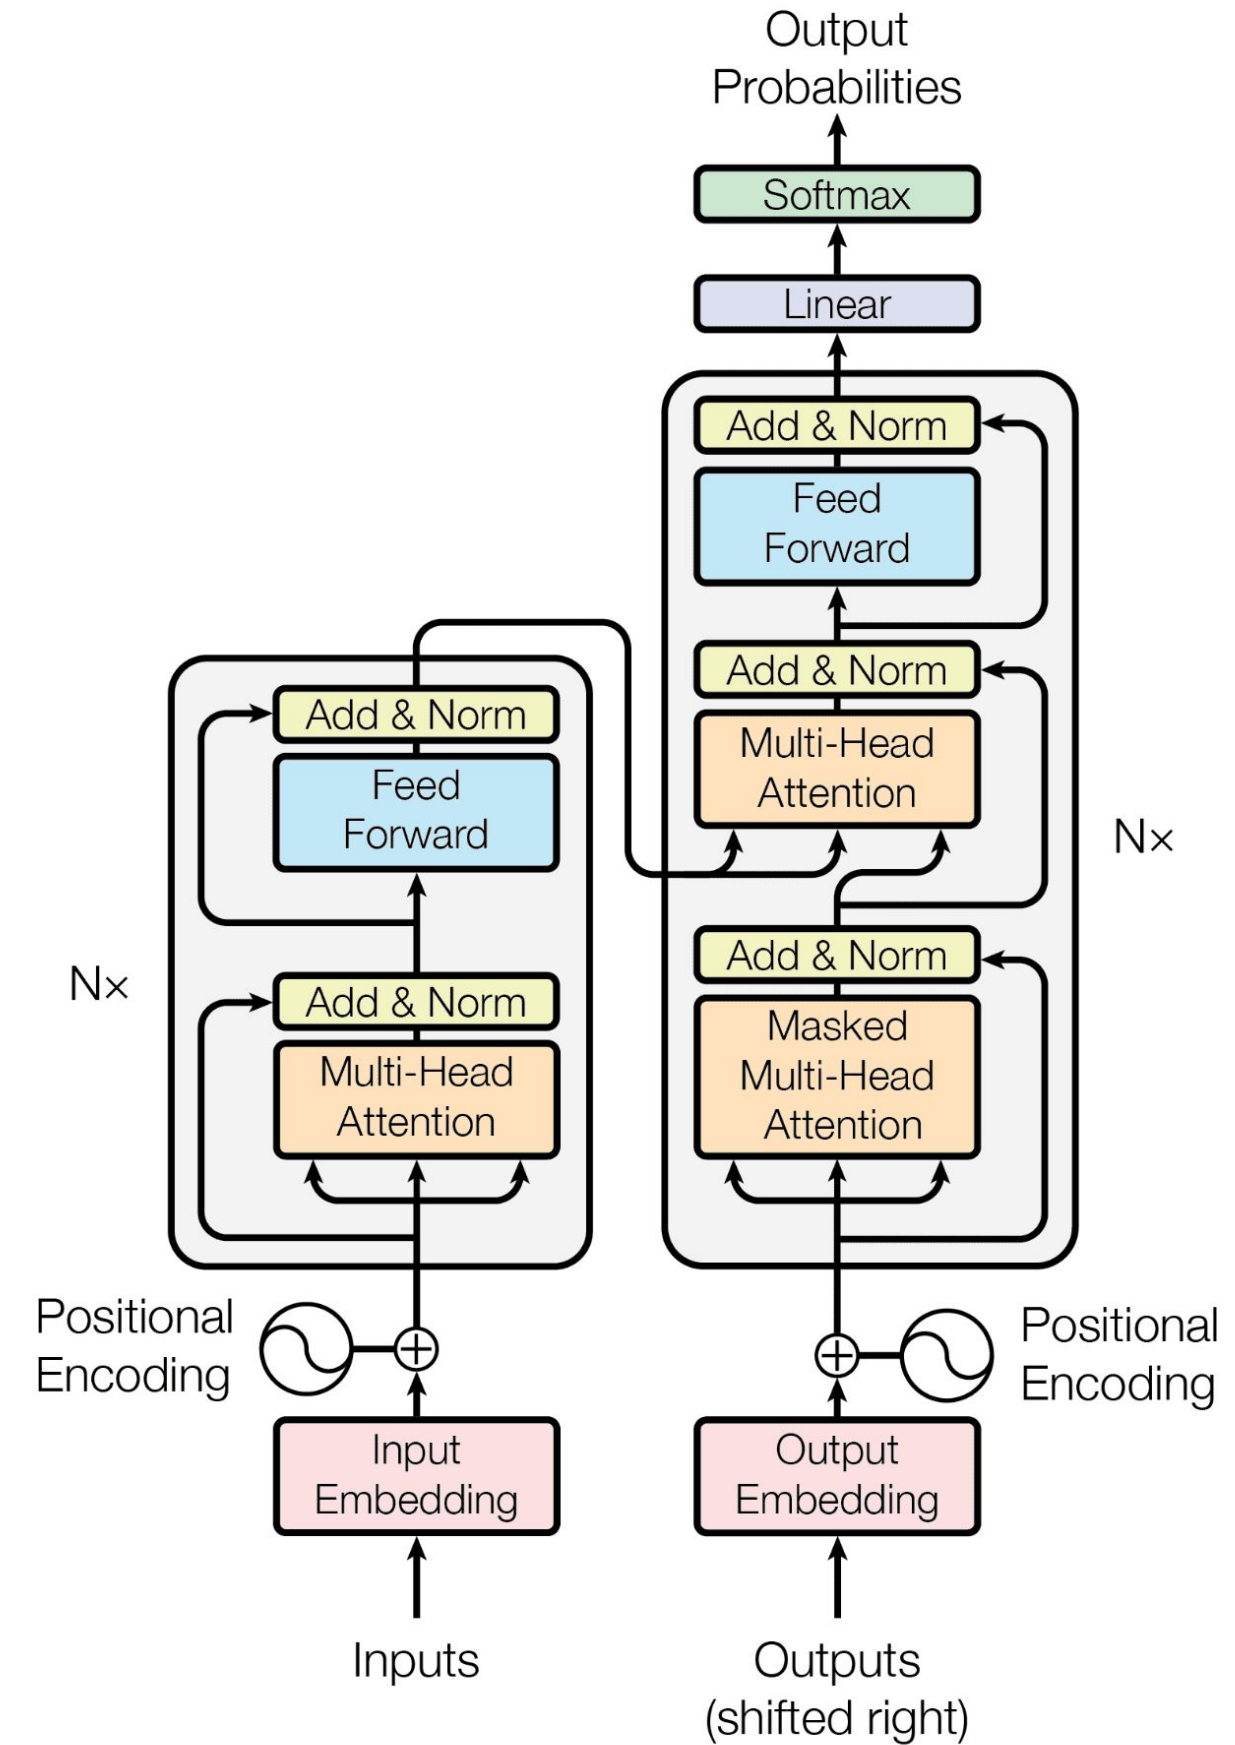 Output
Probabilities
Softmax
Linear
Add & Norm
Feed
Forward
Add & Norm
Multi-Head
Attention
N×
Add & Norm
Masked
Multi-Head
Attention
Add & Norm
Feed
Forward
N×
Add & Norm
Multi-Head
Attention
Positional
Encoding
Positional
Encoding
Input
Embedding
Output
Embedding
Inputs
Outputs
(shifted right)